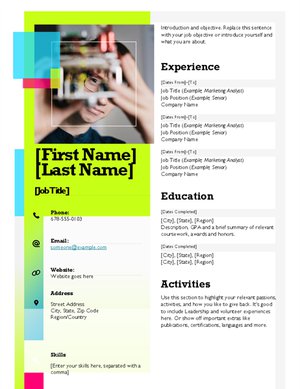 Introduction and objective. Replace this sentence
with your job objective or introduce yourself and
what you are about.
[First Name]
[Last Name]
[Job Title]
Phone:
678-555-0103
Email:
someone@example.com
Website:
Website goes here
Address
Street Address
City, State, Zip Code
Region/Country
Skills
[Enter your skills here, separated with a
comma]
Experience
[Dates From]–[To]
Job Title (Example Marketing Analyst)
Job Position (Example Senior)
Company Name
[Dates From]–[To]
Job Title (Example Marketing Analyst)
Job Position (Example Senior)
Company Name
[Dates From]–[To]
Job Title (Example Marketing Analyst)
Job Position (Example Senior)
Company Name
Education
[Dates Completed]
[City], [State], [Region]
Description, GPA and a brief summary of relevant
coursework, awards and honors.
[Dates Completed]
[City], [State], [Region]
[City], [State], [Region]
Activities
Use this section to highlight your relevant passions,
activities, and how you like to give back. It's good
to include Leadership and volunteer experiences
here. Or show off important extras like
publications, certifications, languages and more.